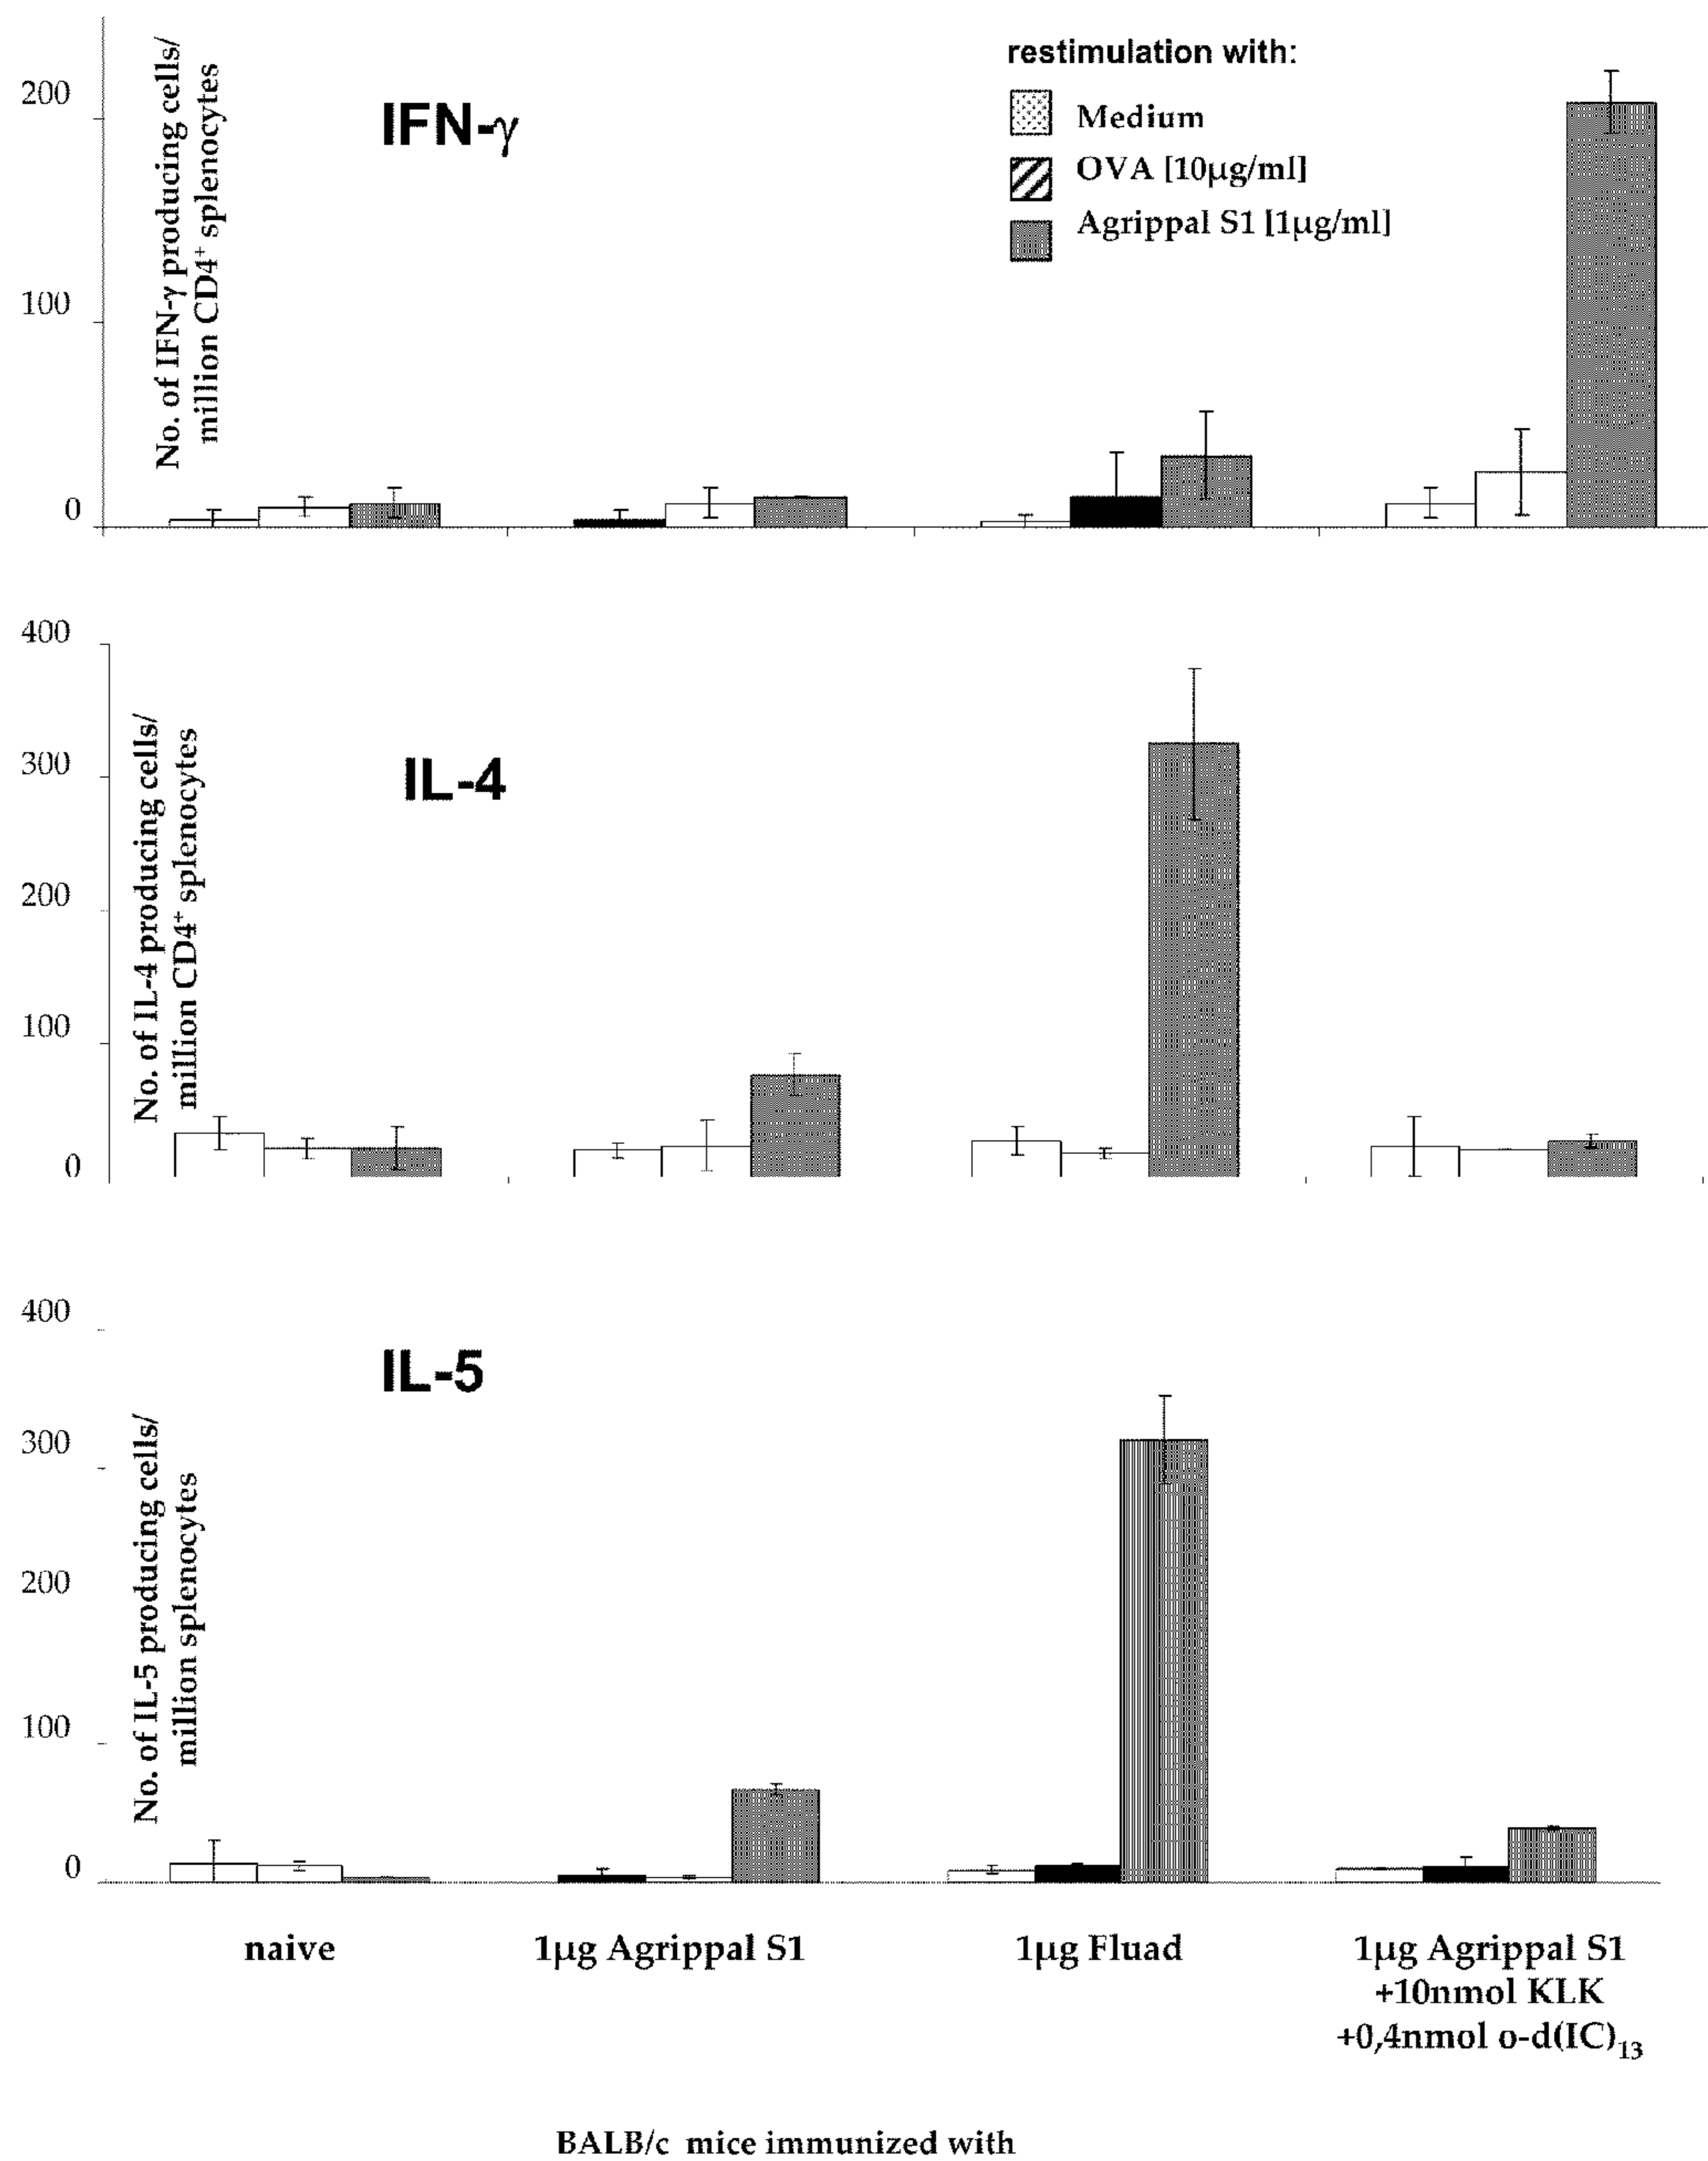 restimulation with:
Medium
OVA [10µg/ml]
Agrippal S1 [1µg/ml]
IFN-γ
No. of IFN-γ producing cells/
million CD4⁺ splenocytes
200
100
0
IL-4
No. of IL-4 producing cells/
million CD4⁺ splenocytes
400
300
200
100
0
IL-5
No. of IL-5 producing cells/
million splenocytes
400
300
200
100
0
naive
1µg Agrippal S1
1µg Fluad
1µg Agrippal S1
+10nmol KLK
+0,4nmol o-d(IC)₁₃
BALB/c mice immunized with